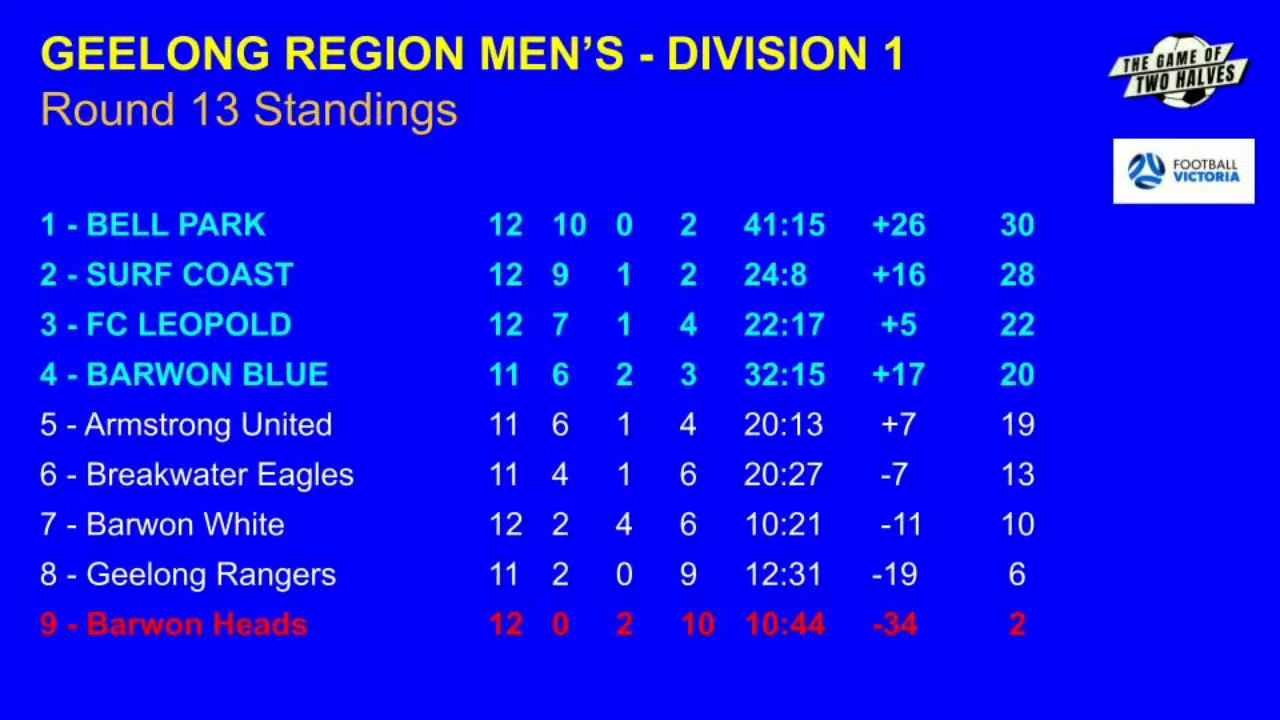 GEELONG REGION MEN'S - DIVISION 1
Round 13 Standings
THE GAME OF
TWO HALVES
FOOTBALL
VICTORIA
1 - BELL PARK 12 10 0 2 41:15 +26 30
2 - SURF COAST 12 9 1 2 24:8 +16 28
3 - FC LEOPOLD 12 7 1 4 22:17 +5 22
4 - BARWON BLUE 11 6 2 3 32:15 +17 20
5 - Armstrong United 11 6 1 4 20:13 +7 19
6 - Breakwater Eagles 11 4 1 6 20:27 -7 13
7 - Barwon White 12 2 4 6 10:21 -11 10
8 - Geelong Rangers 11 2 0 9 12:31 -19 6
9 - Barwon Heads 12 0 2 10 10:44 -34 2